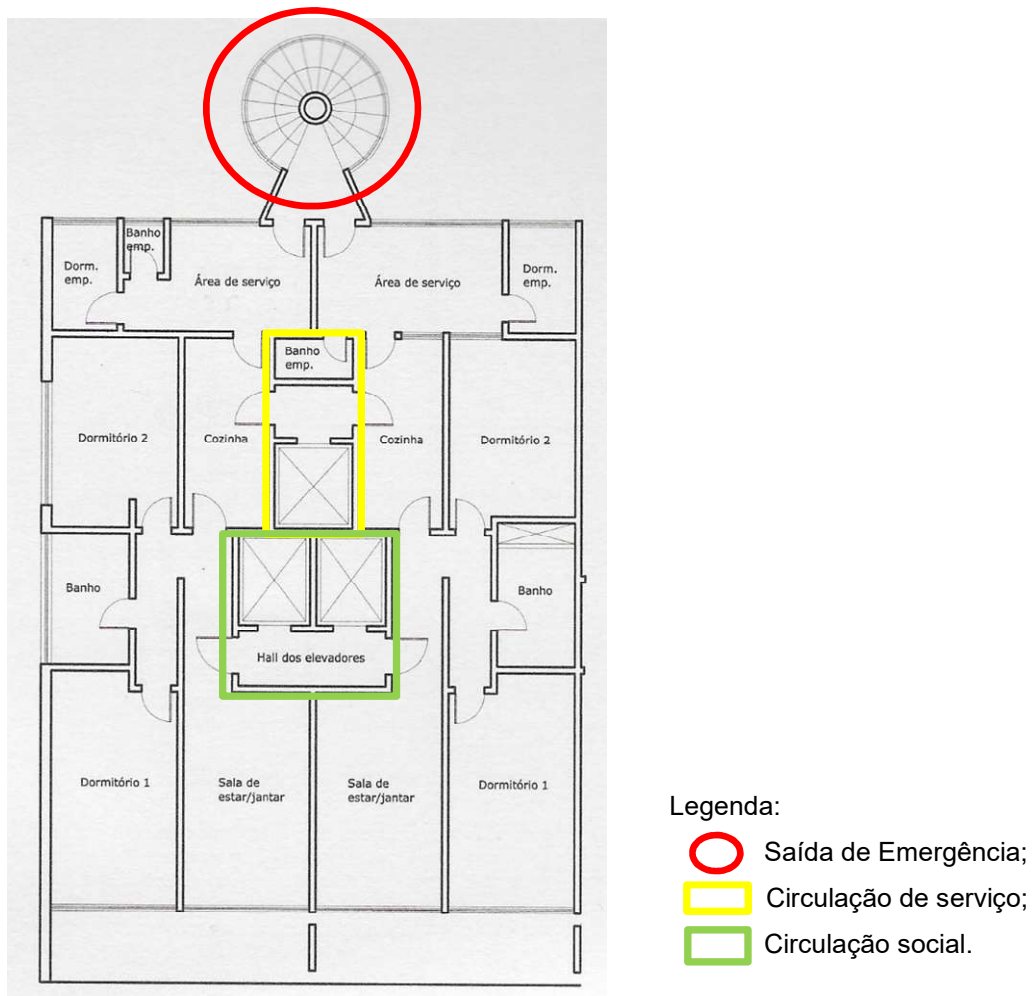 Banho
emp.
Dorm.
emp.
Área de serviço
Área de serviço
Dorm.
emp.
Banho
emp.
Dormitório 2
Cozinha
Cozinha
Dormitório 2
Banho
Banho
Hall dos elevadores
Dormitório 1
Sala de
estar/jantar
Sala de
estar/jantar
Dormitório 1
Legenda:
Saída de Emergência;
Circulação de serviço;
Circulação social.